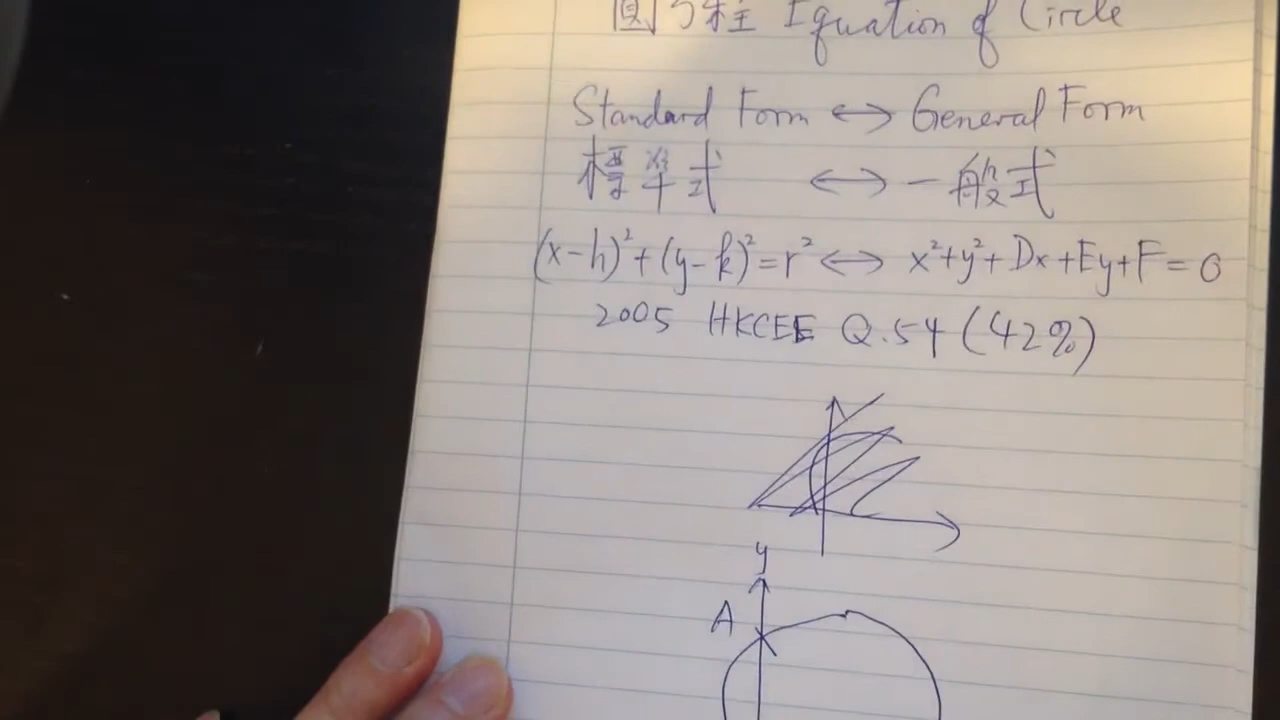 圓方程 Equation of Circle
Standard Form ↔ General Form
標準式 ↔ 一般式
(x-h)²+(y-k)²=r² ↔ x²+y²+Dx+Ey+F=0
2005 HKCEE Q.54 (42%)
y
A